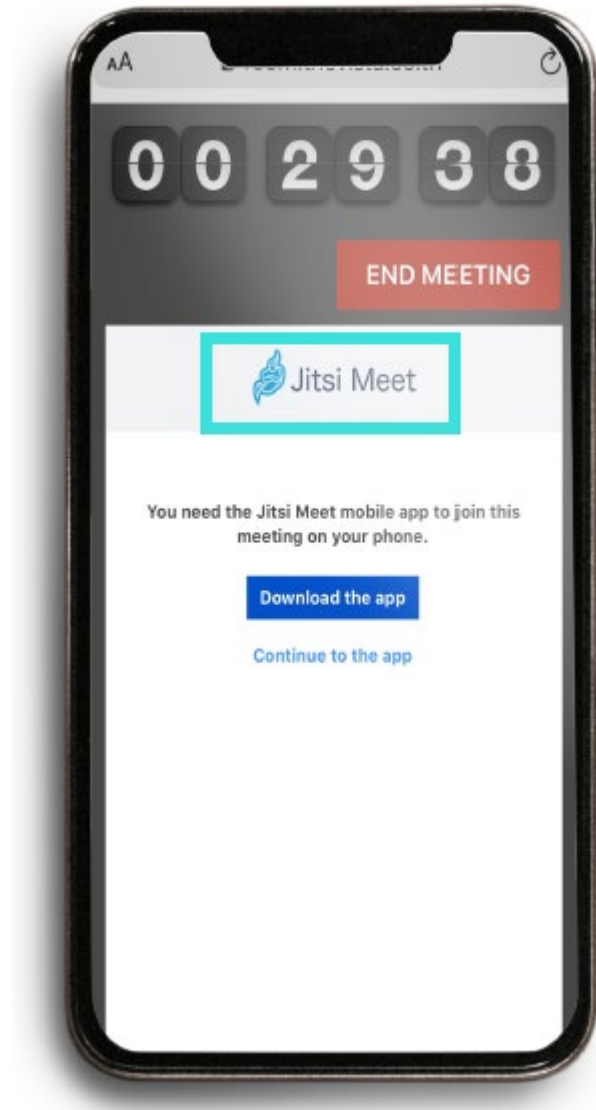 AA
00 29 38
END MEETING
Jitsi Meet
You need the Jitsi Meet mobile app to join this
meeting on your phone.
Download the app
Continue to the app